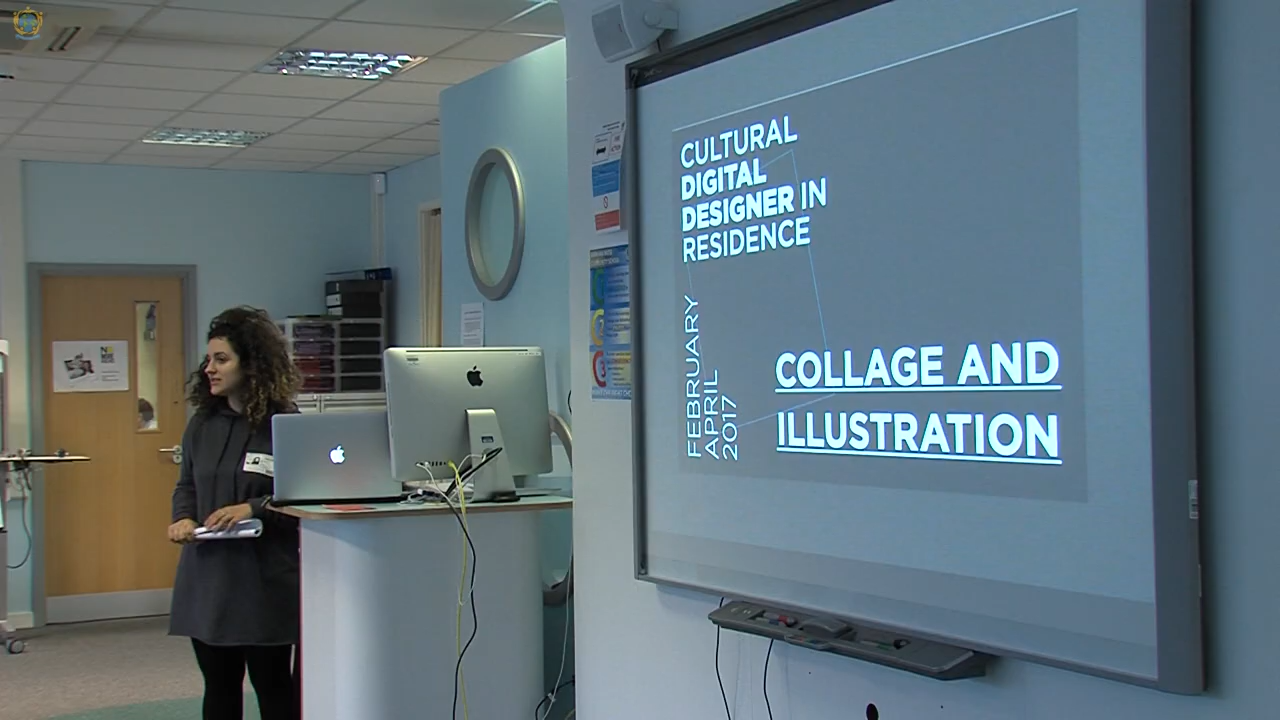 CULTURAL
DIGITAL
DESIGNER IN
RESIDENCE
FEBRUARY
APRIL
2017
COLLAGE AND
ILLUSTRATION